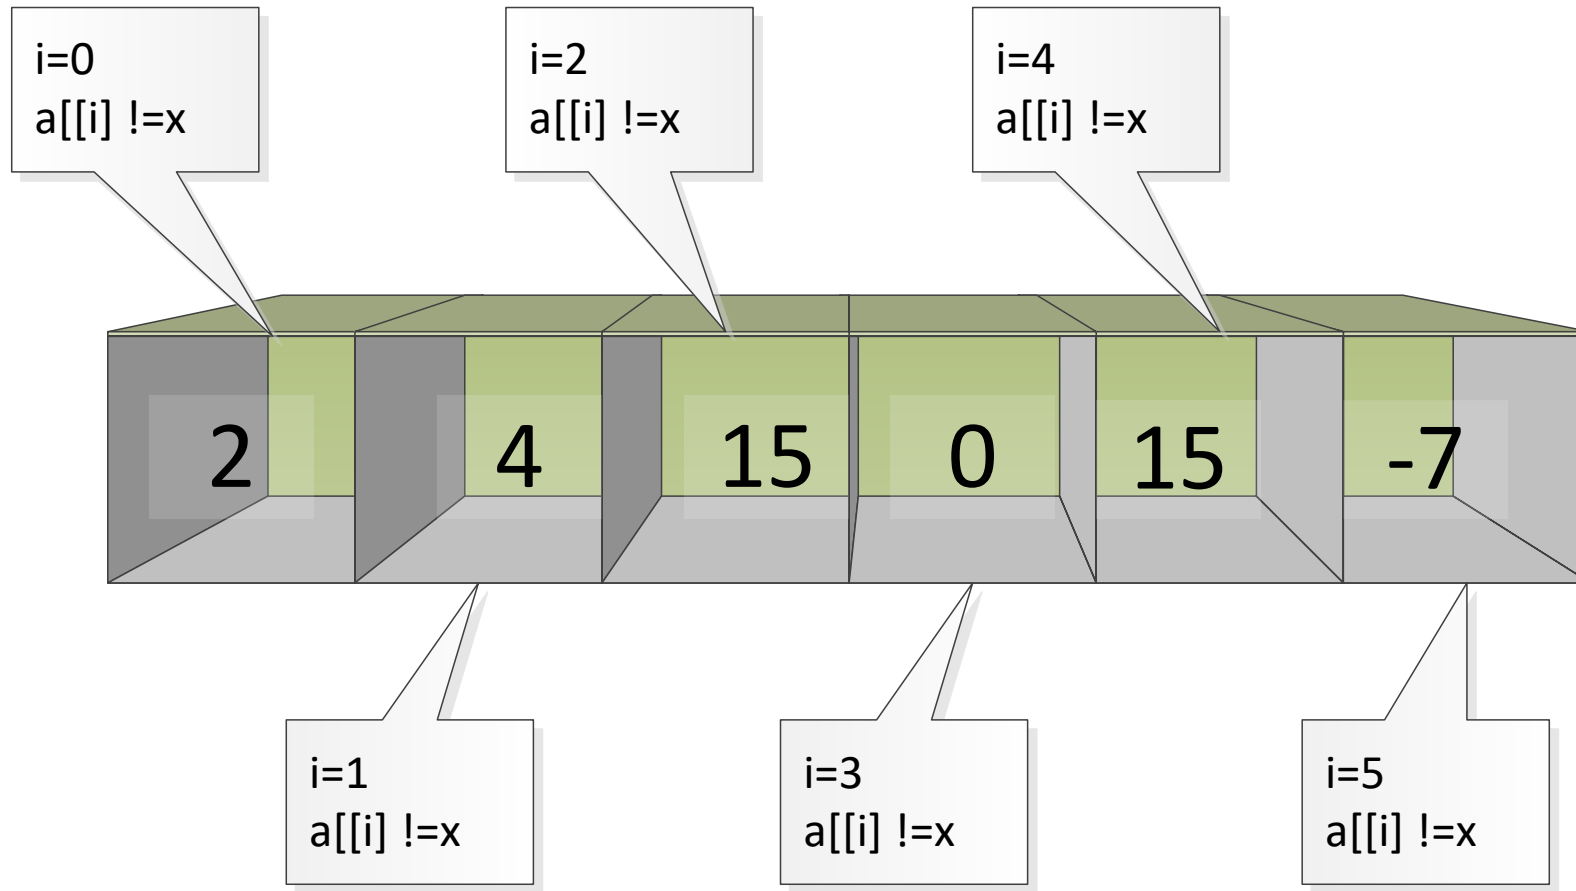 i=0
a[[i] !=x
i=2
a[[i] !=x
i=4
a[[i] !=x
2 4 15 0 15 -7
i=1
a[[i] !=x
i=3
a[[i] !=x
i=5
a[[i] !=x